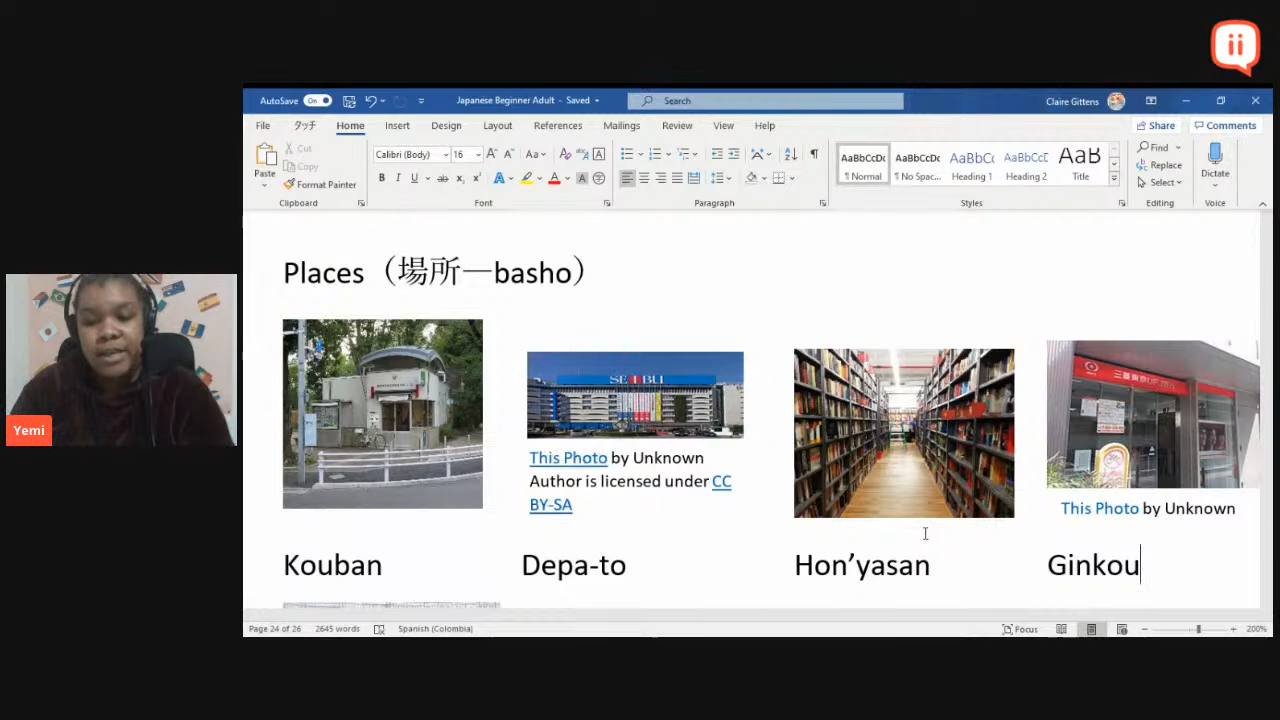 AutoSave On
Japanese Beginner Adult - Saved
Search
Claire Gittens
File タッチ Home Insert Design Layout References Mailings Review View Help
Share Comments
Paste
Cut
Copy
Format Painter
Calibri (Body) 16
AaBbCcDc AaBbCcDc AaBbCc AaBbCcD AaB
¶ Normal ¶ No Spac... Heading 1 Heading 2 Title
Find
Replace
Select
Dictate
Clipboard Font Paragraph Styles Editing Voice
Places（場所—basho）
SEIBU
This Photo by Unknown
Author is licensed under CC
BY-SA
This Photo by Unknown
Kouban Depa-to Hon’yasan Ginkou
Yemi
Page 24 of 26 2645 words Spanish (Colombia) Focus 200%